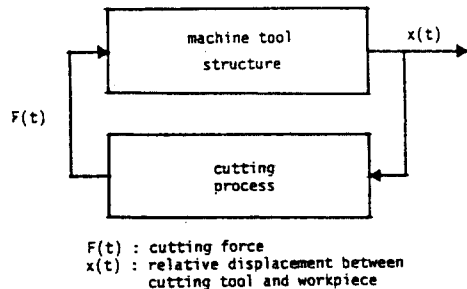 machine tool
structure
x(t)
F(t)
cutting
process
F(t) : cutting force
x(t) : relative displacement between
cutting tool and workpiece